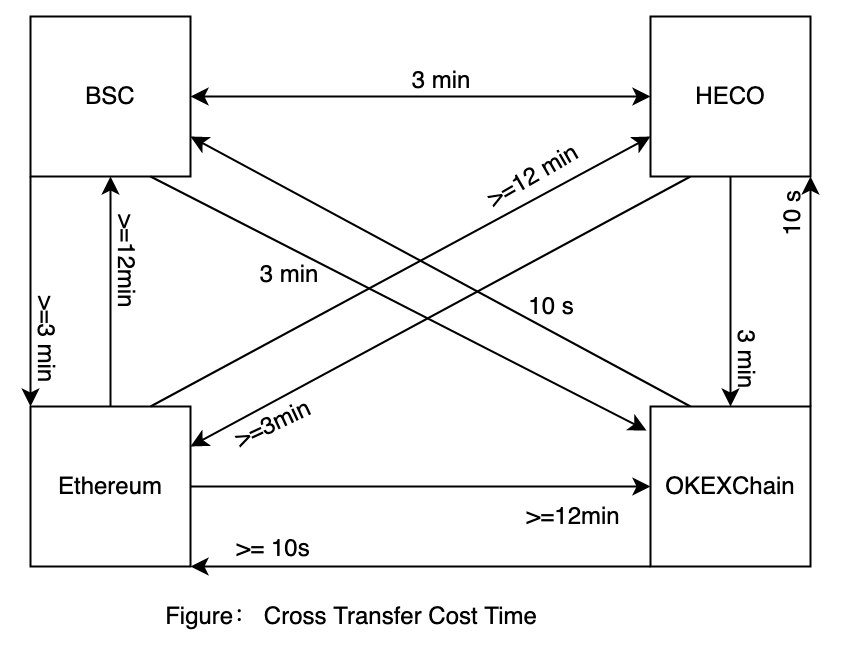 BSC
3 min
HECO
>=12 min
10 s
>=12min
3 min
10 s
>=3 min
3 min
>=3min
Ethereum
OKEXChain
>=12min
>= 10s
Figure： Cross Transfer Cost Time